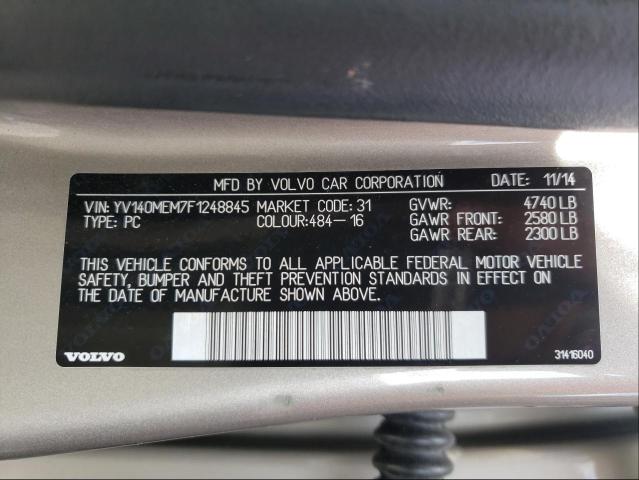 MFD BY VOLVO CAR CORPORATION DATE: 11/14
VIN: YV140MEM7F1248845 MARKET CODE: 31 GVWR: 4740 LB
TYPE: PC COLOUR:484-16 GAWR FRONT: 2580 LB
GAWR REAR: 2300 LB
THIS VEHICLE CONFORMS TO ALL APPLICABLE FEDERAL MOTOR VEHICLE
SAFETY, BUMPER AND THEFT PREVENTION STANDARDS IN EFFECT ON
THE DATE OF MANUFACTURE SHOWN ABOVE.
VOLVO 31416040